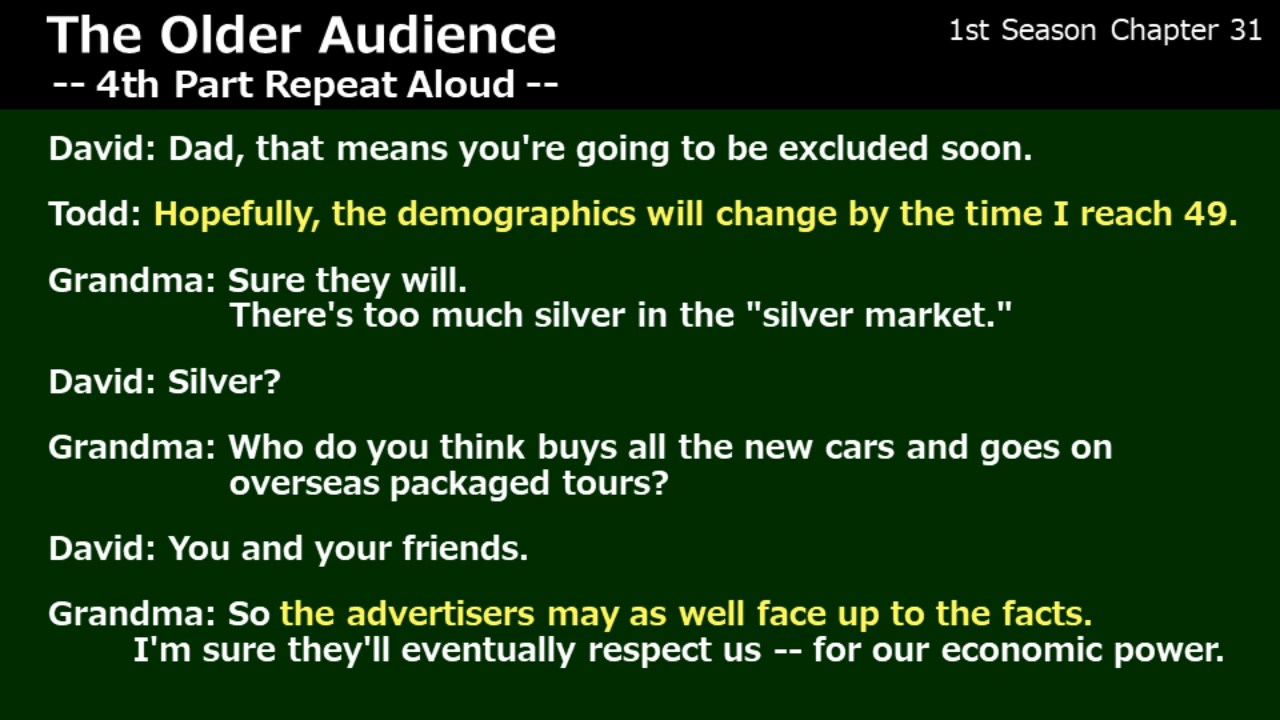 The Older Audience
1st Season Chapter 31
-- 4th Part Repeat Aloud --
David: Dad, that means you're going to be excluded soon.
Todd: Hopefully, the demographics will change by the time I reach 49.
Grandma: Sure they will.
There's too much silver in the "silver market."
David: Silver?
Grandma: Who do you think buys all the new cars and goes on
overseas packaged tours?
David: You and your friends.
Grandma: So the advertisers may as well face up to the facts.
I'm sure they'll eventually respect us -- for our economic power.